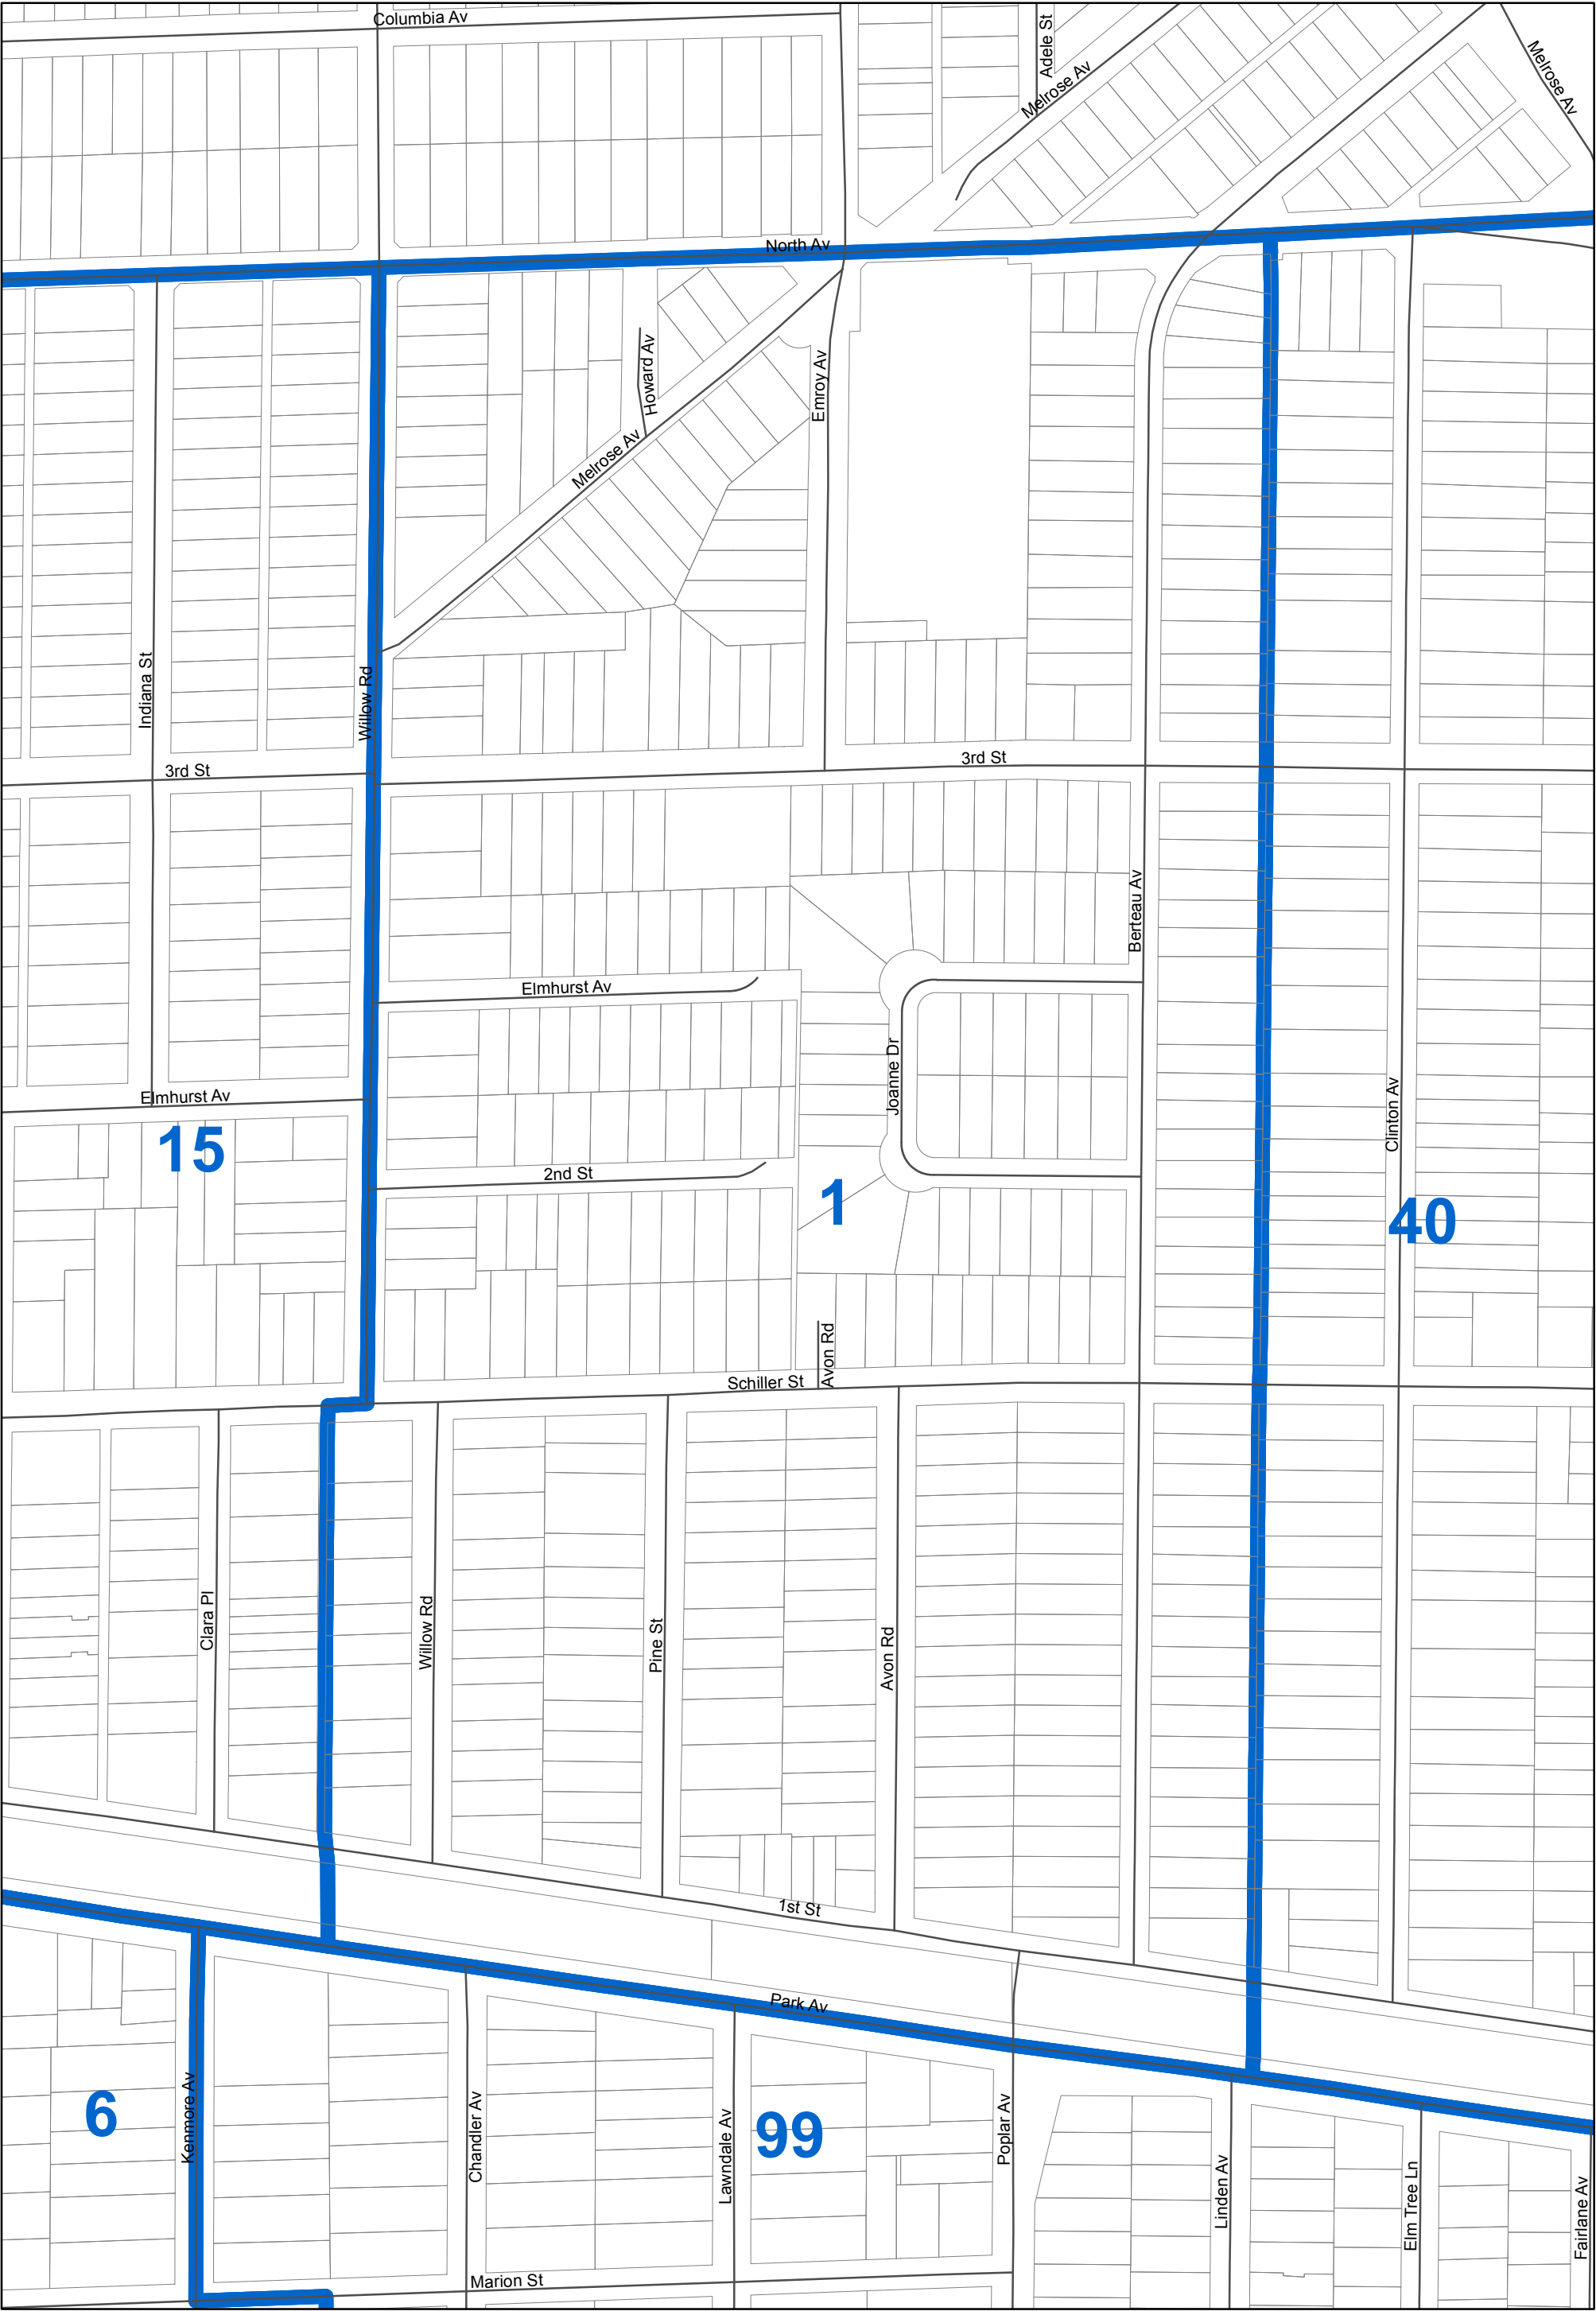 Columbia Av
Adele St
Melrose Av
Melrose Av
North Av
Howard Av
Emroy Av
Melrose Av
Indiana St
Willow Rd
3rd St
3rd St
Berteau Av
Elmhurst Av
Joanne Dr
Clinton Av
Elmhurst Av
15
2nd St
1
40
Avon Rd
Schiller St
Clara Pl
Willow Rd
Pine St
Avon Rd
1st St
Park Av
Kenmore Av
6
Chandler Av
Lawndale Av
99
Poplar Av
Linden Av
Elm Tree Ln
Fairlane Av
Marion St